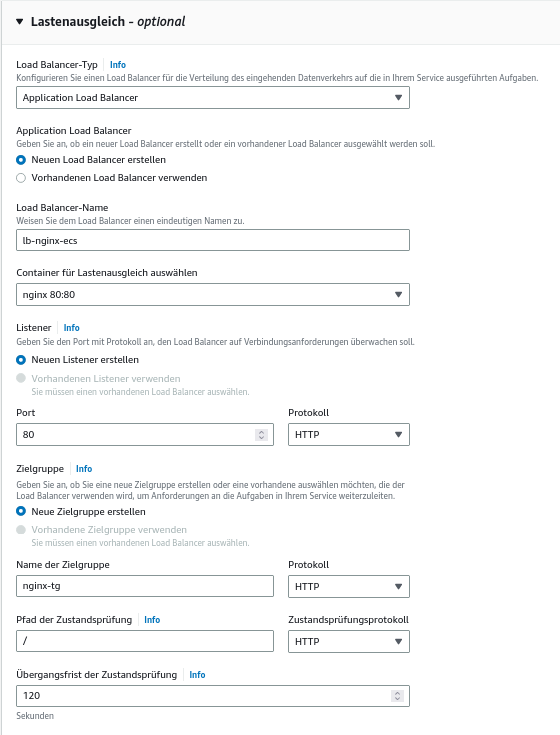 Lastenausgleich - optional
Load Balancer-Typ Info
Konfigurieren Sie einen Load Balancer für die Verteilung des eingehenden Datenverkehrs auf die in Ihrem Service ausgeführten Aufgaben.
Application Load Balancer
Application Load Balancer
Geben Sie an, ob ein neuer Load Balancer erstellt oder ein vorhandener Load Balancer ausgewählt werden soll.
Neuen Load Balancer erstellen
Vorhandenen Load Balancer verwenden
Load Balancer-Name
Weisen Sie dem Load Balancer einen eindeutigen Namen zu.
lb-nginx-ecs
Container für Lastenausgleich auswählen
nginx 80:80
Listener Info
Geben Sie den Port mit Protokoll an, den Load Balancer auf Verbindungsanforderungen überwachen soll.
Neuen Listener erstellen
Vorhandenen Listener verwenden
Sie müssen einen vorhandenen Load Balancer auswählen.
Port Protokoll
80 HTTP
Zielgruppe Info
Geben Sie an, ob Sie eine neue Zielgruppe erstellen oder eine vorhandene auswählen möchten, die der
Load Balancer verwenden wird, um Anforderungen an die Aufgaben in Ihrem Service weiterzuleiten.
Neue Zielgruppe erstellen
Vorhandene Zielgruppe verwenden
Sie müssen einen vorhandenen Load Balancer auswählen.
Name der Zielgruppe Protokoll
nginx-tg HTTP
Pfad der Zustandsprüfung Info Zustandsprüfungsprotokoll
/ HTTP
Übergangsfrist der Zustandsprüfung Info
120
Sekunden